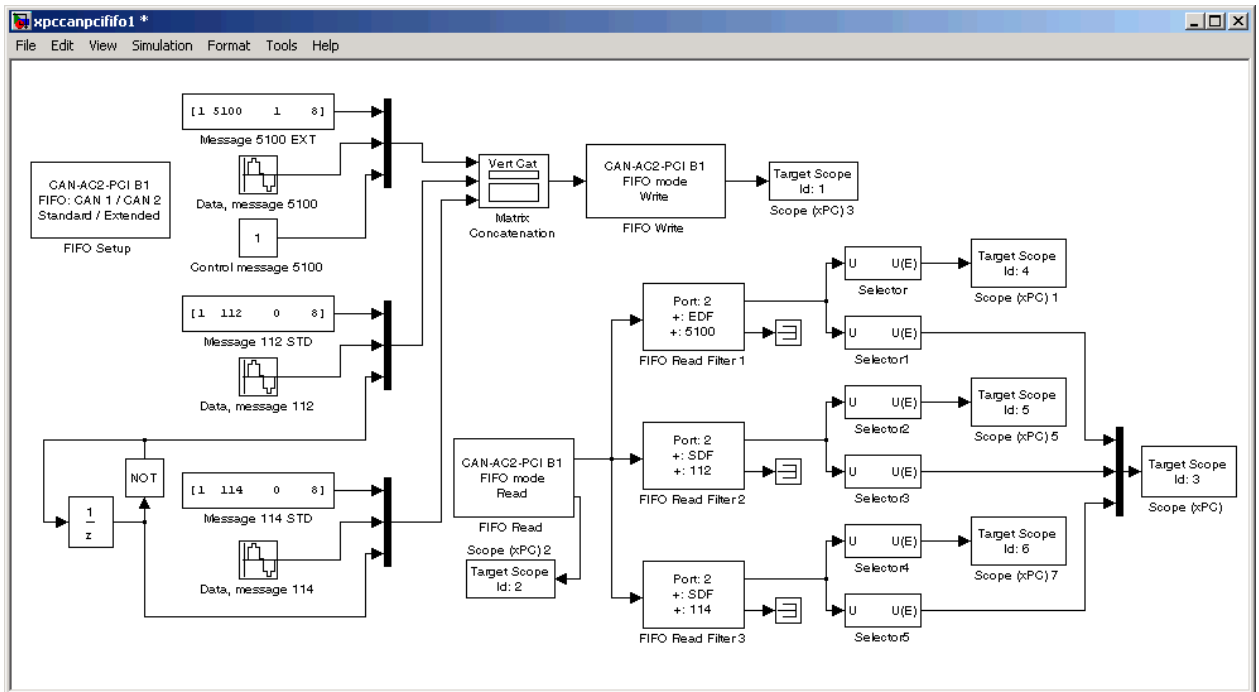 xpccanpcififo1 *
File Edit View Simulation Format Tools Help
[1 5100 1 8]
Message 5100 EXT
Data, message 5100
1
Control message 5100
CAN-AC2-PCI B1
FIFO: CAN 1 / CAN 2
Standard / Extended
FIFO Setup
Vert Cat
Matrix
Concatenation
CAN-AC2-PCI B1
FIFO mode
Write
FIFO Write
Target Scope
Id: 1
Scope (xPC) 3
[1 112 0 8]
Message 112 STD
Data, message 112
NOT
1
z
[1 114 0 8]
Message 114 STD
Data, message 114
CAN-AC2-PCI B1
FIFO mode
Read
FIFO Read
Scope (xPC) 2
Target Scope
Id: 2
Port: 2
+: EDF
+: 5100
FIFO Read Filter 1
U U(E)
Selector
Target Scope
Id: 4
Scope (xPC) 1
U U(E)
Selector1
Port: 2
+: SDF
+: 112
FIFO Read Filter 2
U U(E)
Selector2
Target Scope
Id: 5
Scope (xPC) 5
U U(E)
Selector3
Port: 2
+: SDF
+: 114
FIFO Read Filter 3
U U(E)
Selector4
Target Scope
Id: 6
Scope (xPC) 7
U U(E)
Selector5
Target Scope
Id: 3
Scope (xPC)